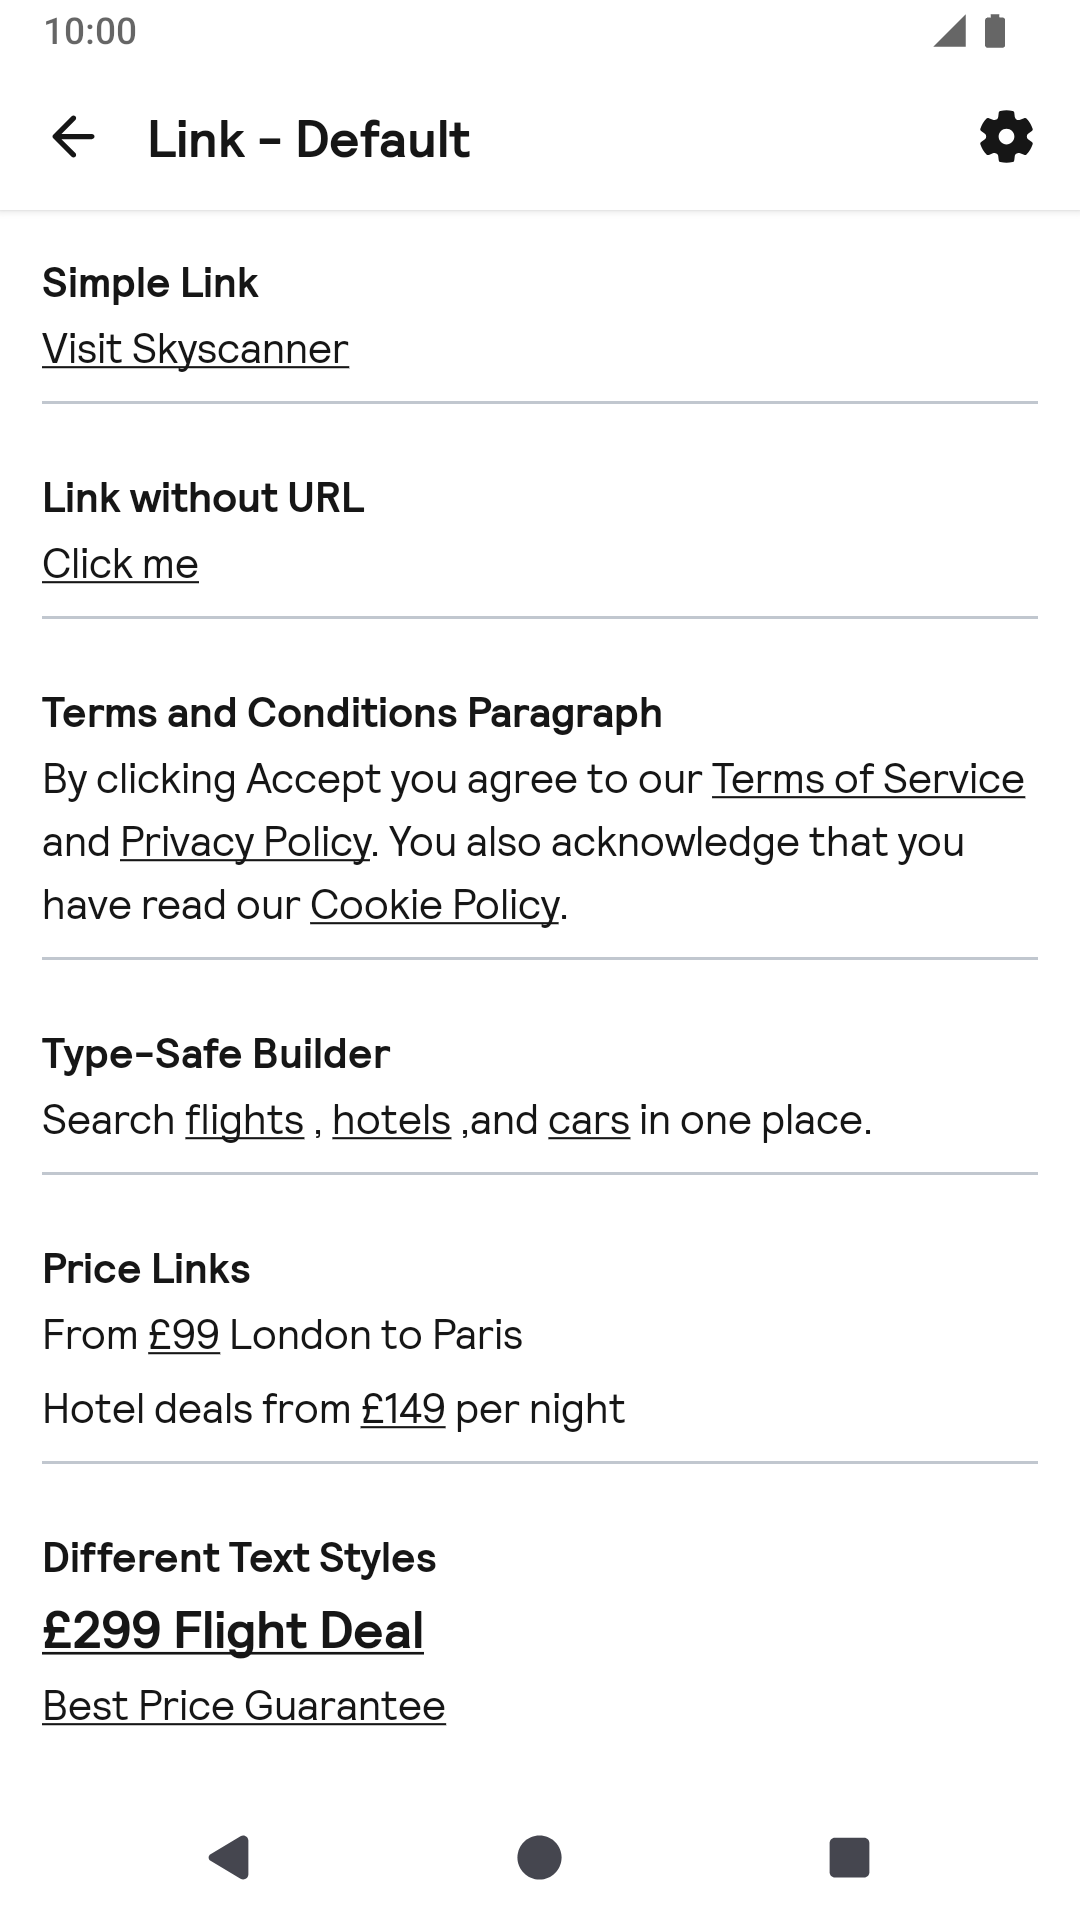 10:00
Link - Default
Simple Link
Visit Skyscanner
Link without URL
Click me
Terms and Conditions Paragraph
By clicking Accept you agree to our Terms of Service
and Privacy Policy. You also acknowledge that you
have read our Cookie Policy.
Type-Safe Builder
Search flights , hotels ,and cars in one place.
Price Links
From £99 London to Paris
Hotel deals from £149 per night
Different Text Styles
£299 Flight Deal
Best Price Guarantee